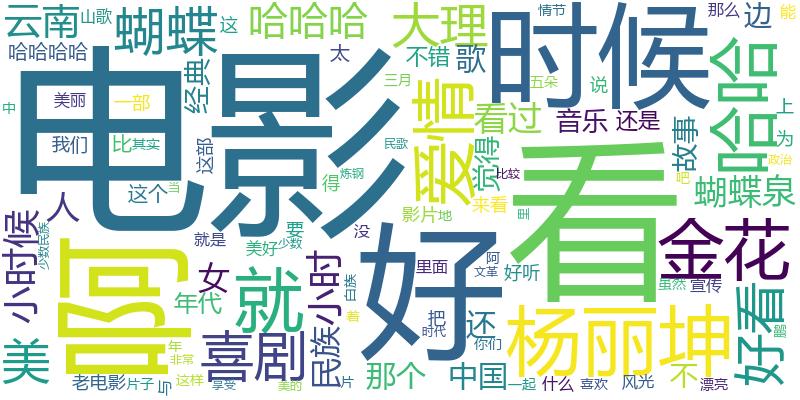 云南
山歌
蝴蝶
这
哈哈哈
大理
时候
情节
那么
边
能
哈哈哈哈
经典
太
不错
歌
电影
美丽
一部
三月
爱情
看过
五朵
说
音乐
还是
哈哈
上
中
我们
比
其实
这部
民歌
觉得
故事
为
政治
这个
当
得
炼钢
比较
吧
看
蝴蝶泉
人
影片
地
来看
里
小时候
少数民族
啊
就是
美好
要
少数
没
好
阿
金花
女
小时
里面
文革
好听
虽然
宣传
年代
就
白族
把
还
杨丽坤
好看
美
年
非常
喜剧
民族
着
时代
你们
老电影
片子
与
这样
享受
美的
片
那个
中国
一起
什么
喜欢
风光
不
漂亮